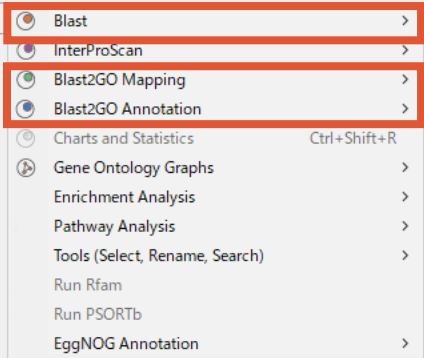 Blast
InterProScan
Blast2GO Mapping
Blast2GO Annotation
Charts and Statistics Ctrl+Shift+R
Gene Ontology Graphs
Enrichment Analysis
Pathway Analysis
Tools (Select, Rename, Search)
Run Rfam
Run PSORTb
EggNOG Annotation